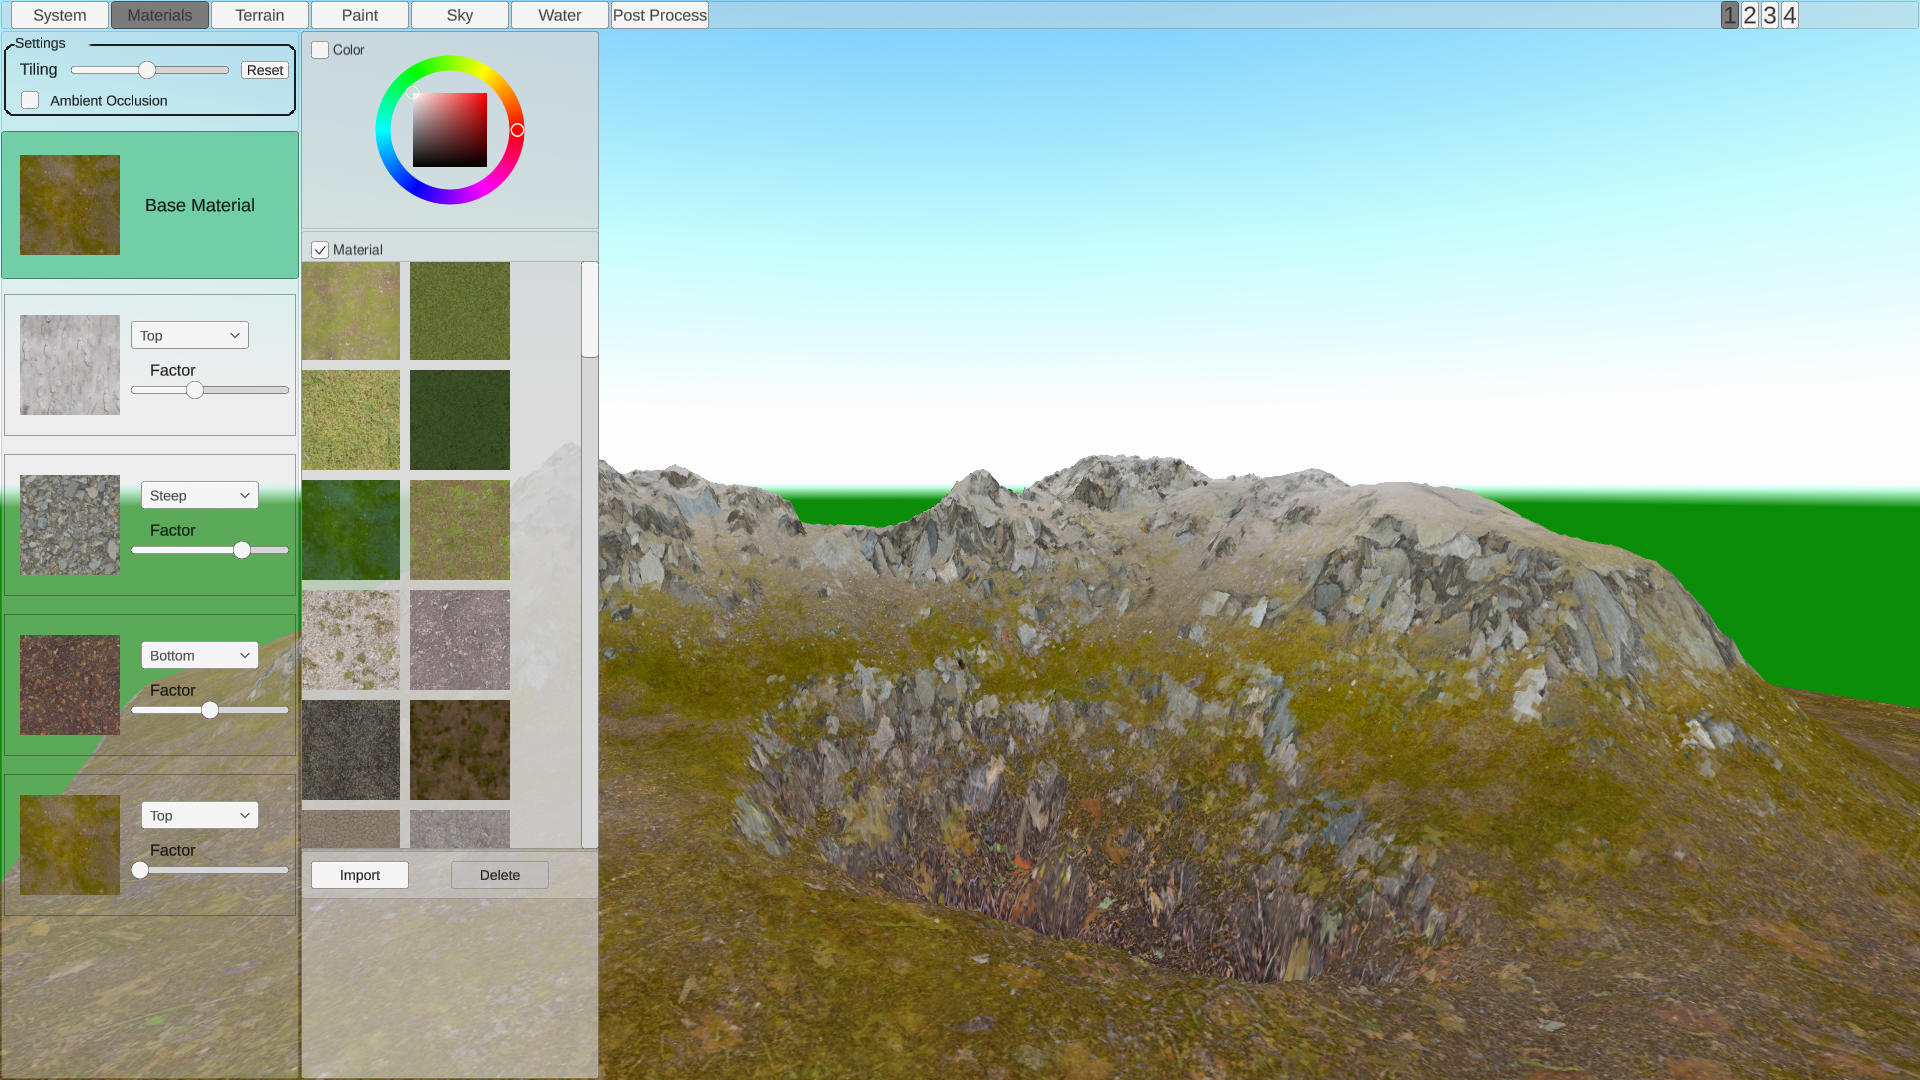 System Materials Terrain Paint Sky Water Post Process 1 2 3 4
Settings
Tiling Reset
Ambient Occlusion
Base Material
Top
Factor
Steep
Factor
Bottom
Factor
Top
Factor
Color
Material
Import Delete